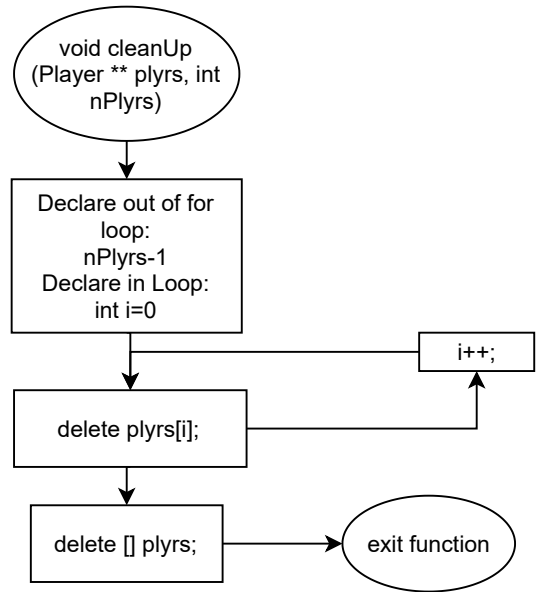 void cleanUp
(Player ** plyrs, int
nPlyrs)
Declare out of for
loop:
nPlyrs-1
Declare in Loop:
int i=0
i++;
delete plyrs[i];
delete [] plyrs;
exit function